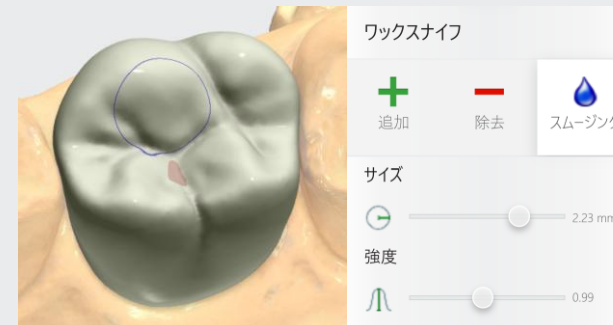 ワックスナイフ
追加 除去 スムージング
サイズ
2.23 mm
強度
0.99